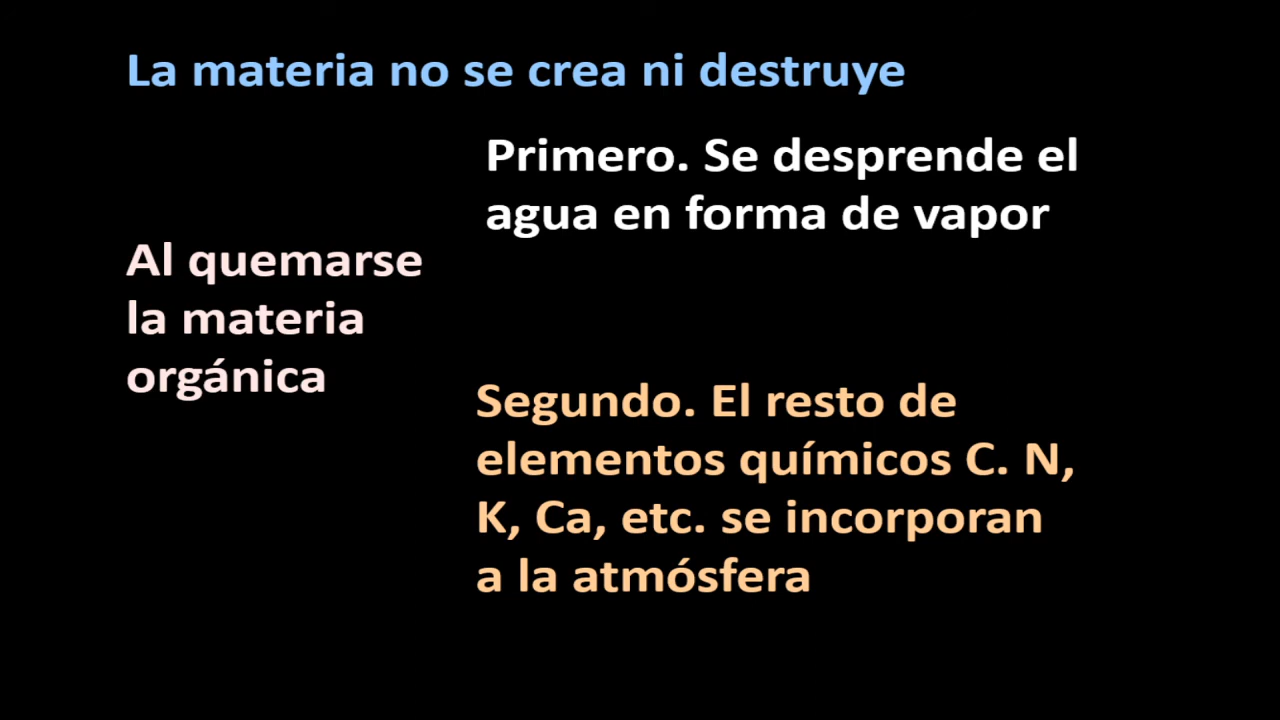 La materia no se crea ni destruye
Primero. Se desprende el
agua en forma de vapor
Al quemarse
la materia
orgánica
Segundo. El resto de
elementos químicos C. N,
K, Ca, etc. se incorporan
a la atmósfera